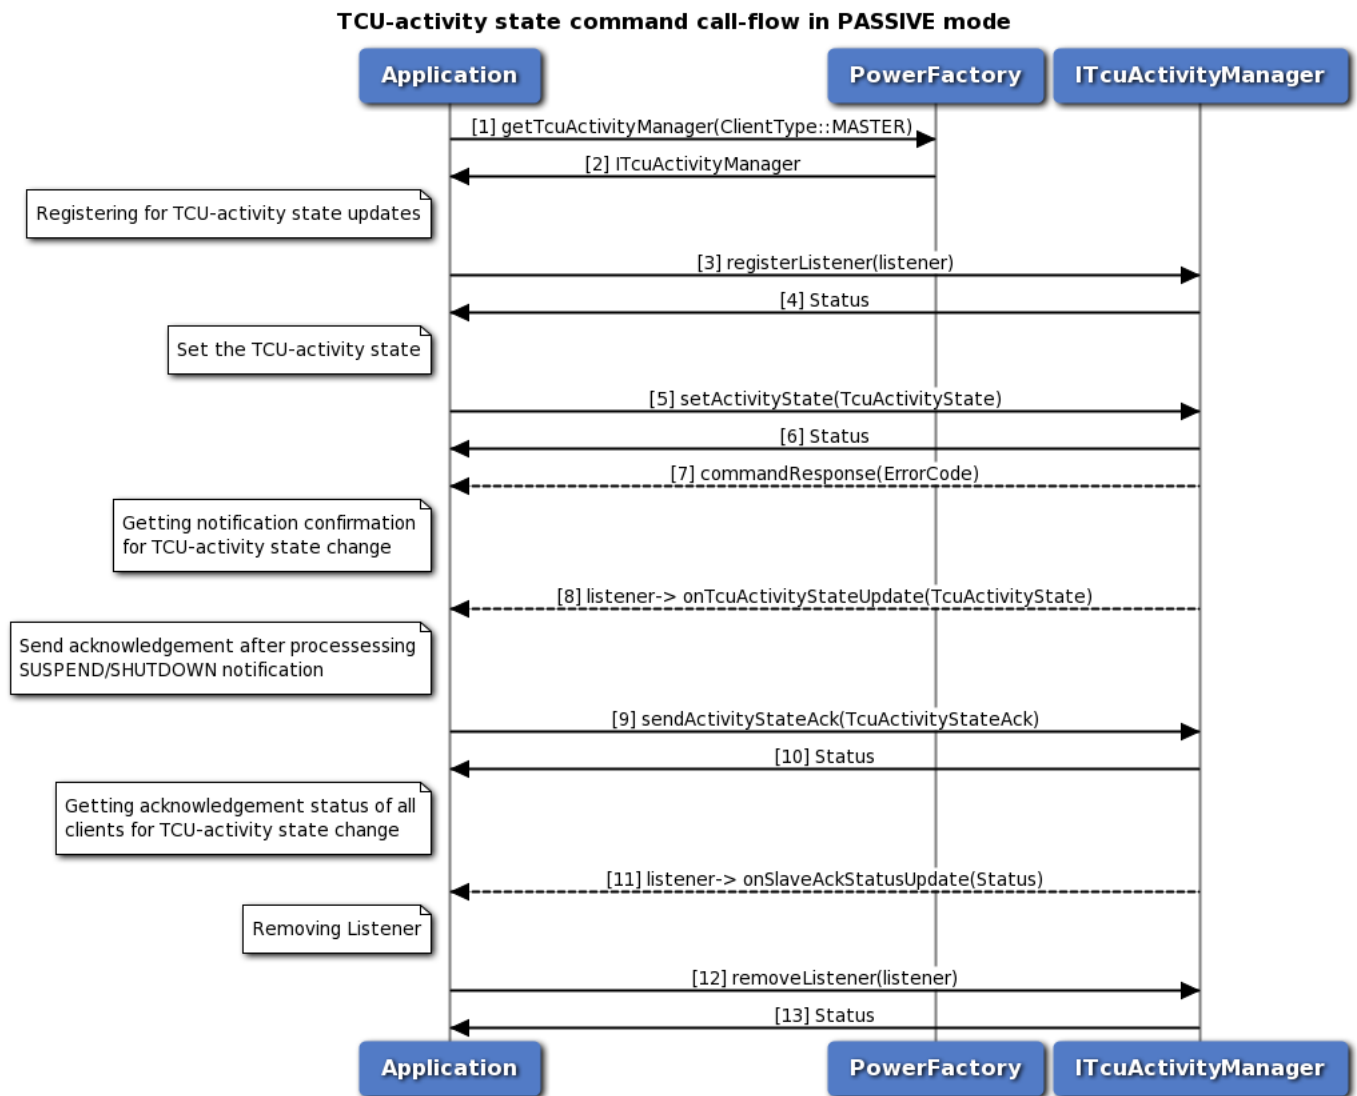 TCU-activity state command call-flow in PASSIVE mode
Application
PowerFactory
ITcuActivityManager
[1] getTcuActivityManager(ClientType::MASTER)
[2] ITcuActivityManager
Registering for TCU-activity state updates
[3] registerListener(listener)
[4] Status
Set the TCU-activity state
[5] setActivityState(TcuActivityState)
[6] Status
[7] commandResponse(ErrorCode)
Getting notification confirmation
for TCU-activity state change
[8] listener-> onTcuActivityStateUpdate(TcuActivityState)
Send acknowledgement after processessing
SUSPEND/SHUTDOWN notification
[9] sendActivityStateAck(TcuActivityStateAck)
[10] Status
Getting acknowledgement status of all
clients for TCU-activity state change
[11] listener-> onSlaveAckStatusUpdate(Status)
Removing Listener
[12] removeListener(listener)
[13] Status
Application
PowerFactory
ITcuActivityManager